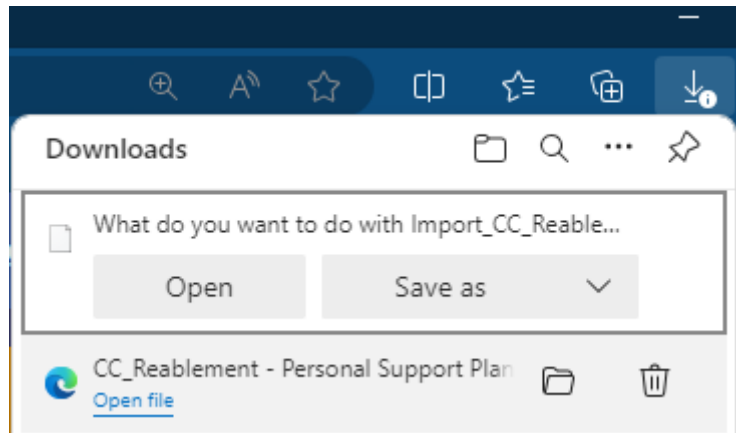 Downloads
What do you want to do with Import_CC_Reable...
Open
Save as
CC_Reablement - Personal Support Plan
Open file